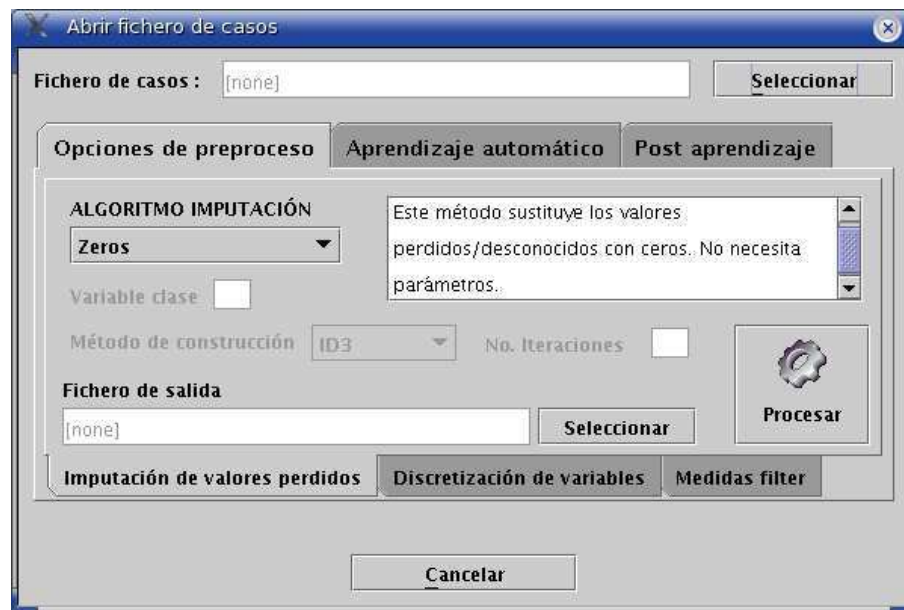 Abrir fichero de casos
Fichero de casos : [none] Seleccionar
Opciones de preproceso Aprendizaje automático Post aprendizaje
ALGORITMO IMPUTACIÓN
Zeros
Este método sustituye los valores
perdidos/desconocidos con ceros. No necesita
parámetros.
Variable clase
Método de construcción ID3 No. Iteraciones
Fichero de salida
[none] Seleccionar
Procesar
Imputación de valores perdidos Discretización de variables Medidas filter
Cancelar